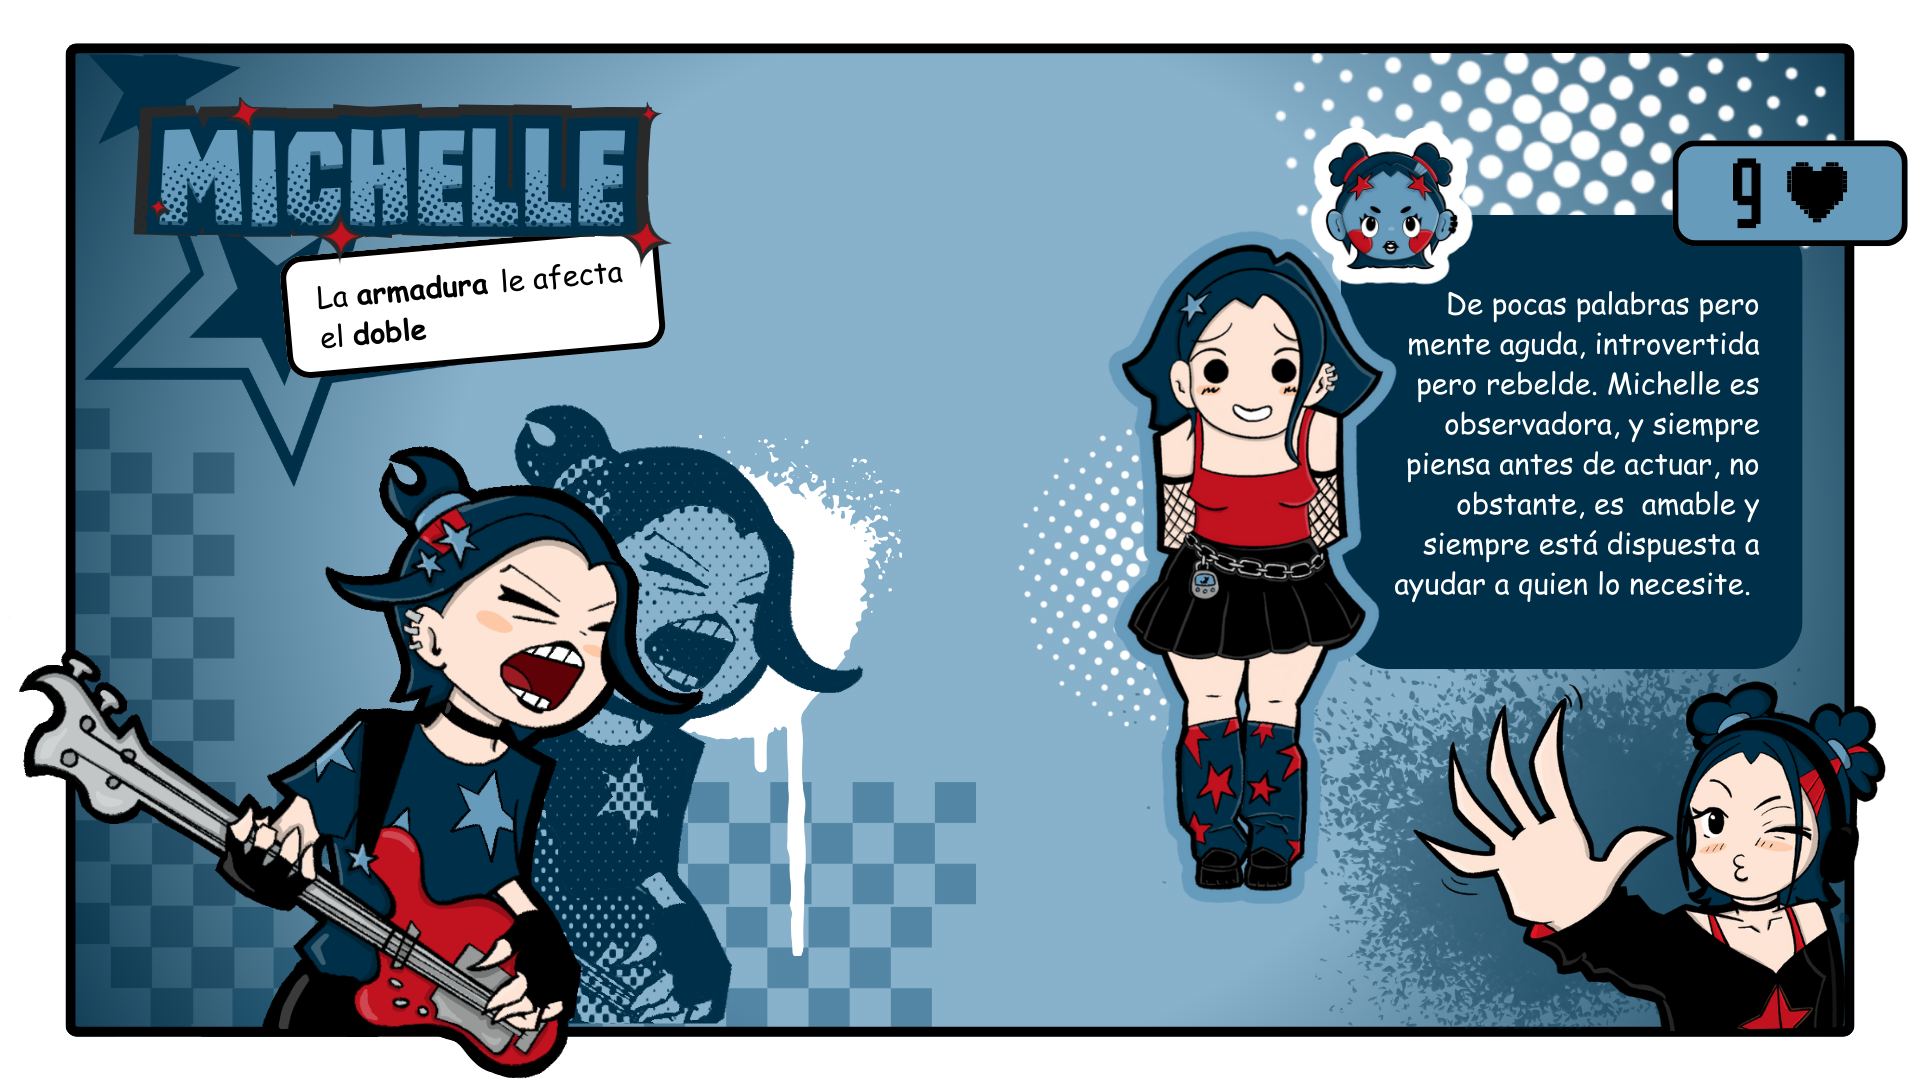 MICHELLE
La armadura le afecta
el doble
9
De pocas palabras pero
mente aguda, introvertida
pero rebelde. Michelle es
observadora, y siempre
piensa antes de actuar, no
obstante, es  amable y
siempre está dispuesta a
ayudar a quien lo necesite.